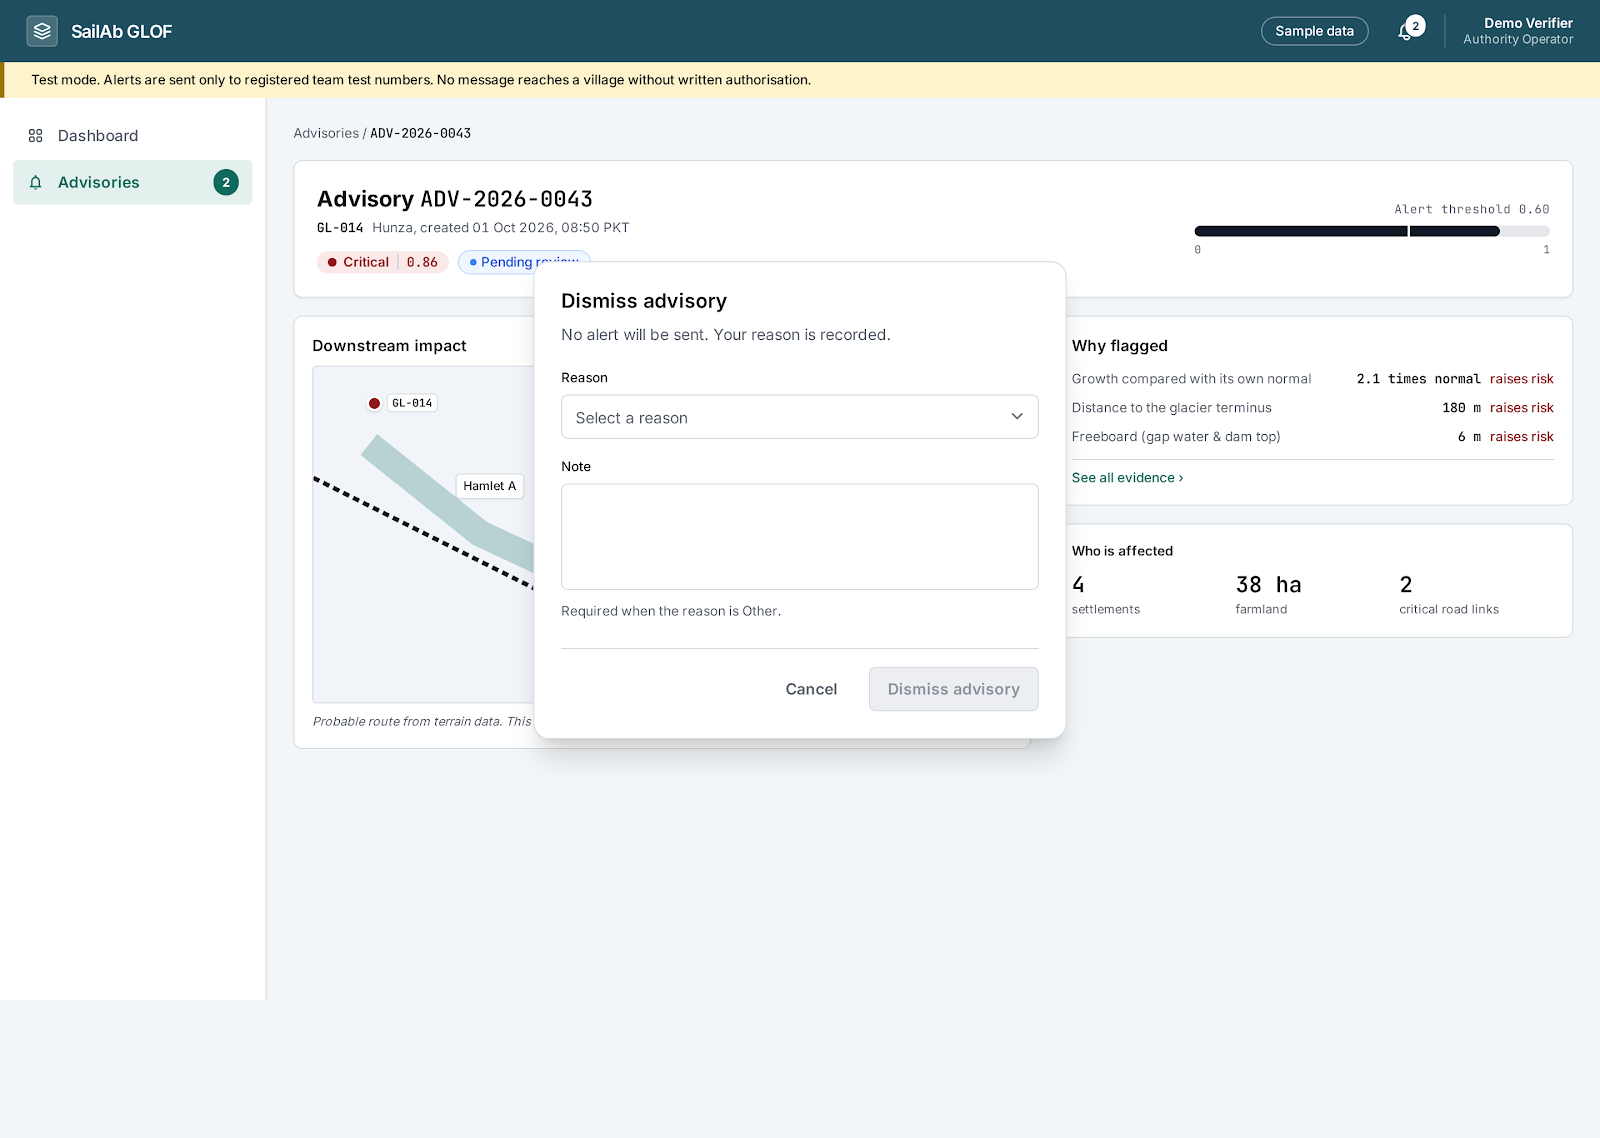 SailAb GLOF
Sample data
2
Demo Verifier
Authority Operator
Test mode. Alerts are sent only to registered team test numbers. No message reaches a village without written authorisation.
Dashboard
Advisories
2
Advisories / ADV-2026-0043
Advisory ADV-2026-0043
GL-014 Hunza, created 01 Oct 2026, 08:50 PKT
Critical 0.86
Pending review
Alert threshold 0.60
0 1
Downstream impact
GL-014
Hamlet A
Probable route from terrain data. This
Dismiss advisory
No alert will be sent. Your reason is recorded.
Reason
Select a reason
Note
Required when the reason is Other.
Cancel
Dismiss advisory
Why flagged
Growth compared with its own normal 2.1 times normal raises risk
Distance to the glacier terminus 180 m raises risk
Freeboard (gap water & dam top) 6 m raises risk
See all evidence ›
Who is affected
4 38 ha 2
settlements farmland critical road links